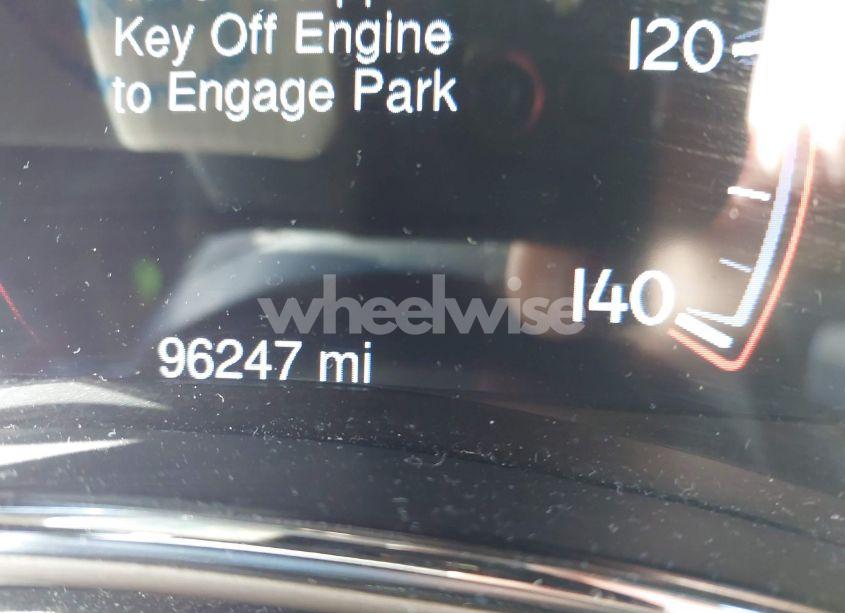 Key Off Engine
to Engage Park
120
140
wheelwise
96247 mi